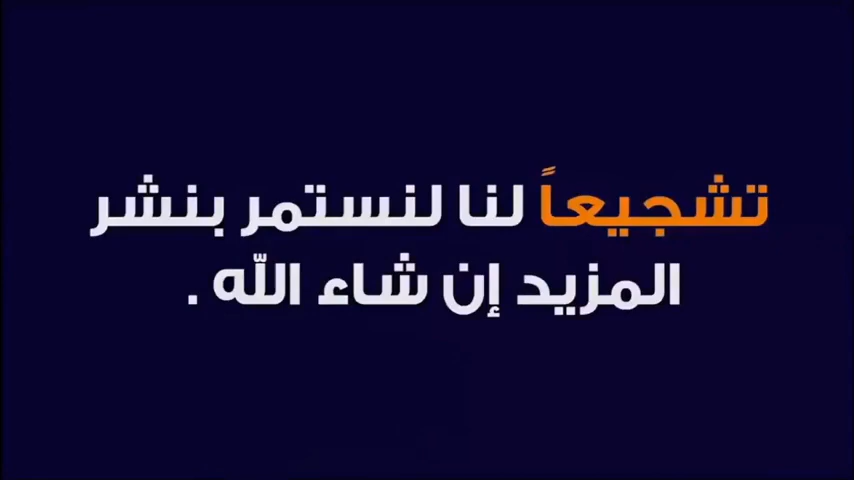 تشجيعاً لنا لنستمر بنشر
المزيد إن شاء الله .